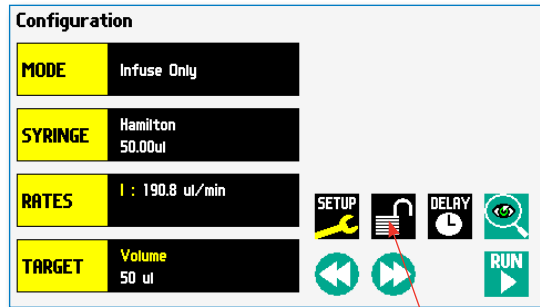 Configuration
MODE
Infuse Only
SYRINGE
Hamilton
50.00ul
RATES
I : 190.8 ul/min
TARGET
Volume
50 ul
SETUP
DELAY
RUN